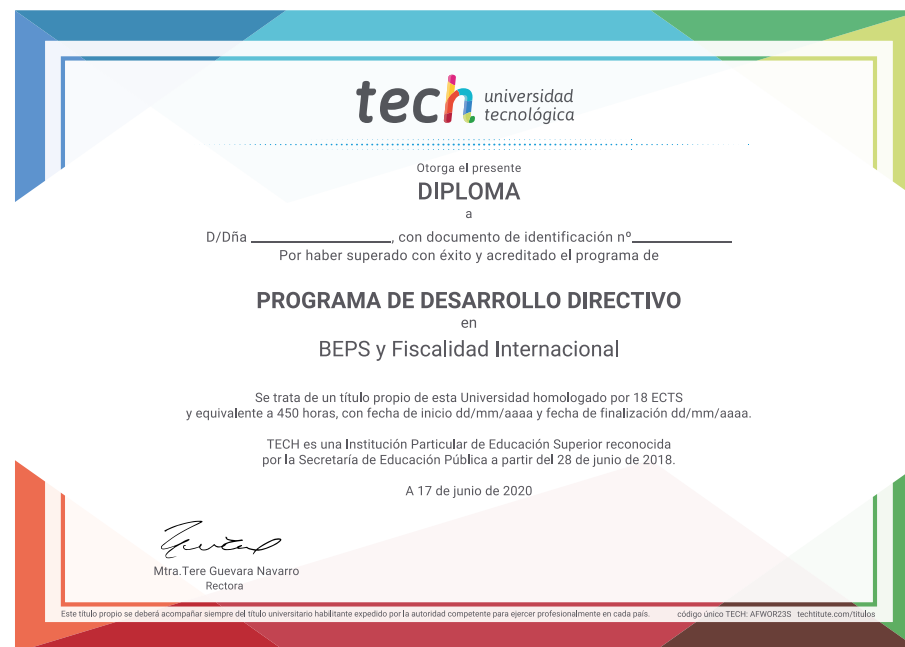 tech universidad
tecnológica
Otorga el presente
DIPLOMA
a
D/Dña ____________________, con documento de identificación nº______________
Por haber superado con éxito y acreditado el programa de
PROGRAMA DE DESARROLLO DIRECTIVO
en
BEPS y Fiscalidad Internacional
Se trata de un título propio de esta Universidad homologado por 18 ECTS
y equivalente a 450 horas, con fecha de inicio dd/mm/aaaa y fecha de finalización dd/mm/aaaa.
TECH es una Institución Particular de Educación Superior reconocida
por la Secretaría de Educación Pública a partir del 28 de junio de 2018.
A 17 de junio de 2020
Mtra.Tere Guevara Navarro
Rectora
Este título propio se deberá acompañar siempre del título universitario habilitante expedido por la autoridad competente para ejercer profesionalmente en cada país. código único TECH: AFWOR23S techtitute.com/titulos